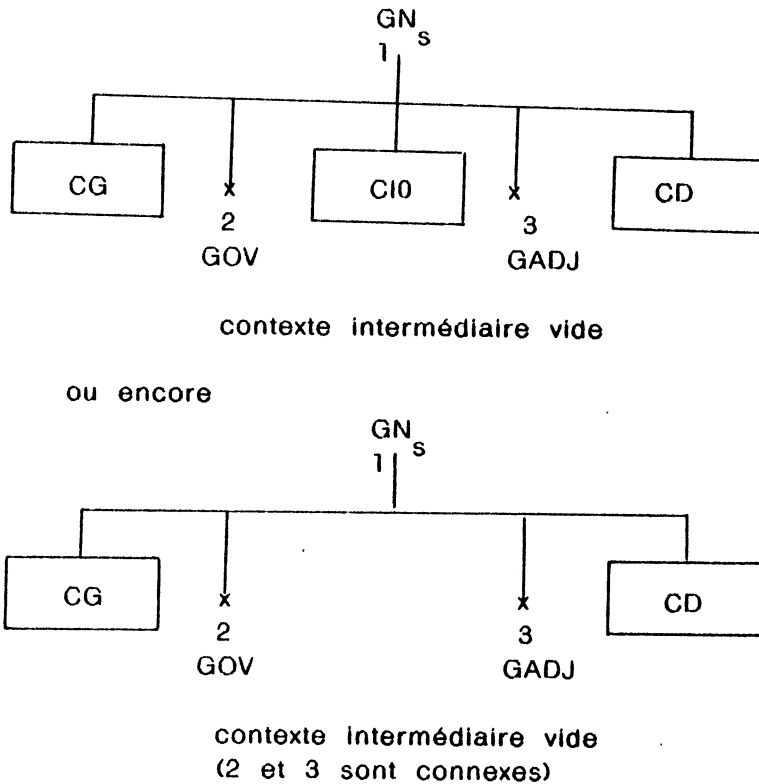 GN s
1
CG CI0 CD
2 3
GOV GADJ
contexte intermédiaire vide
ou encore
GN s
1
CG CD
2 3
GOV GADJ
contexte intermédiaire vide
(2 et 3 sont connexes)